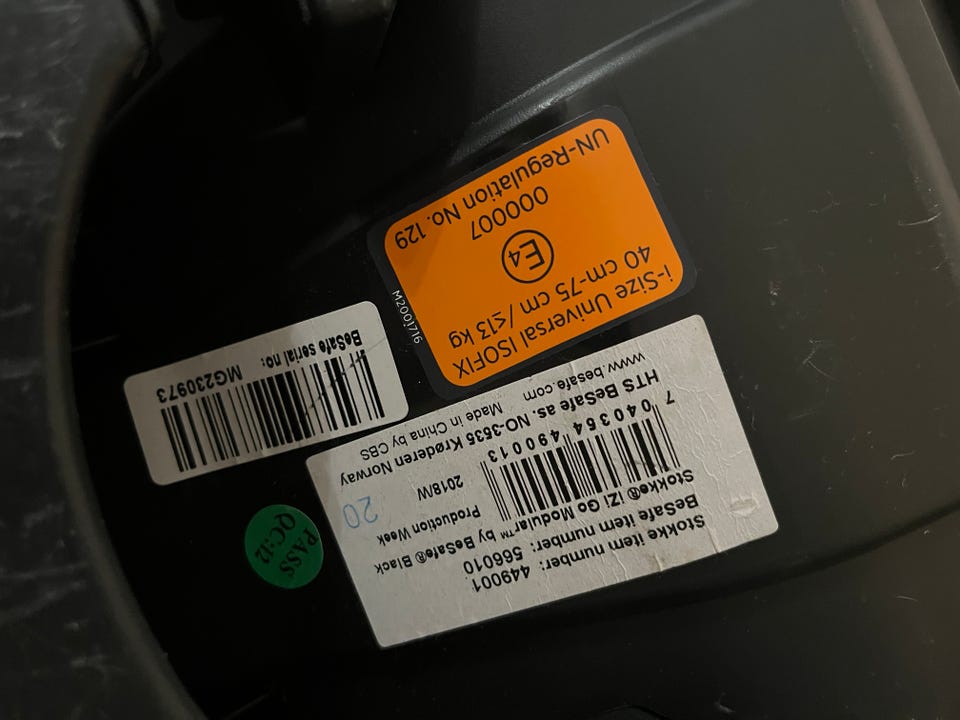 Stokke item number: 449001
BeSafe item number: 566010
Stokke® iZi Go Modular™ by BeSafe® Black
7 040364 490013
Production Week
2018/W 20
HTS BeSafe as. NO-3535 Krøderen Norway
www.besafe.com Made in China by CBS
i-Size Universal ISOFIX
40 cm-75 cm / ≤13 kg
E4
000007
UN-Regulation No. 129
M2001716
BeSafe serial no:
MG230973
PASS
QC:12